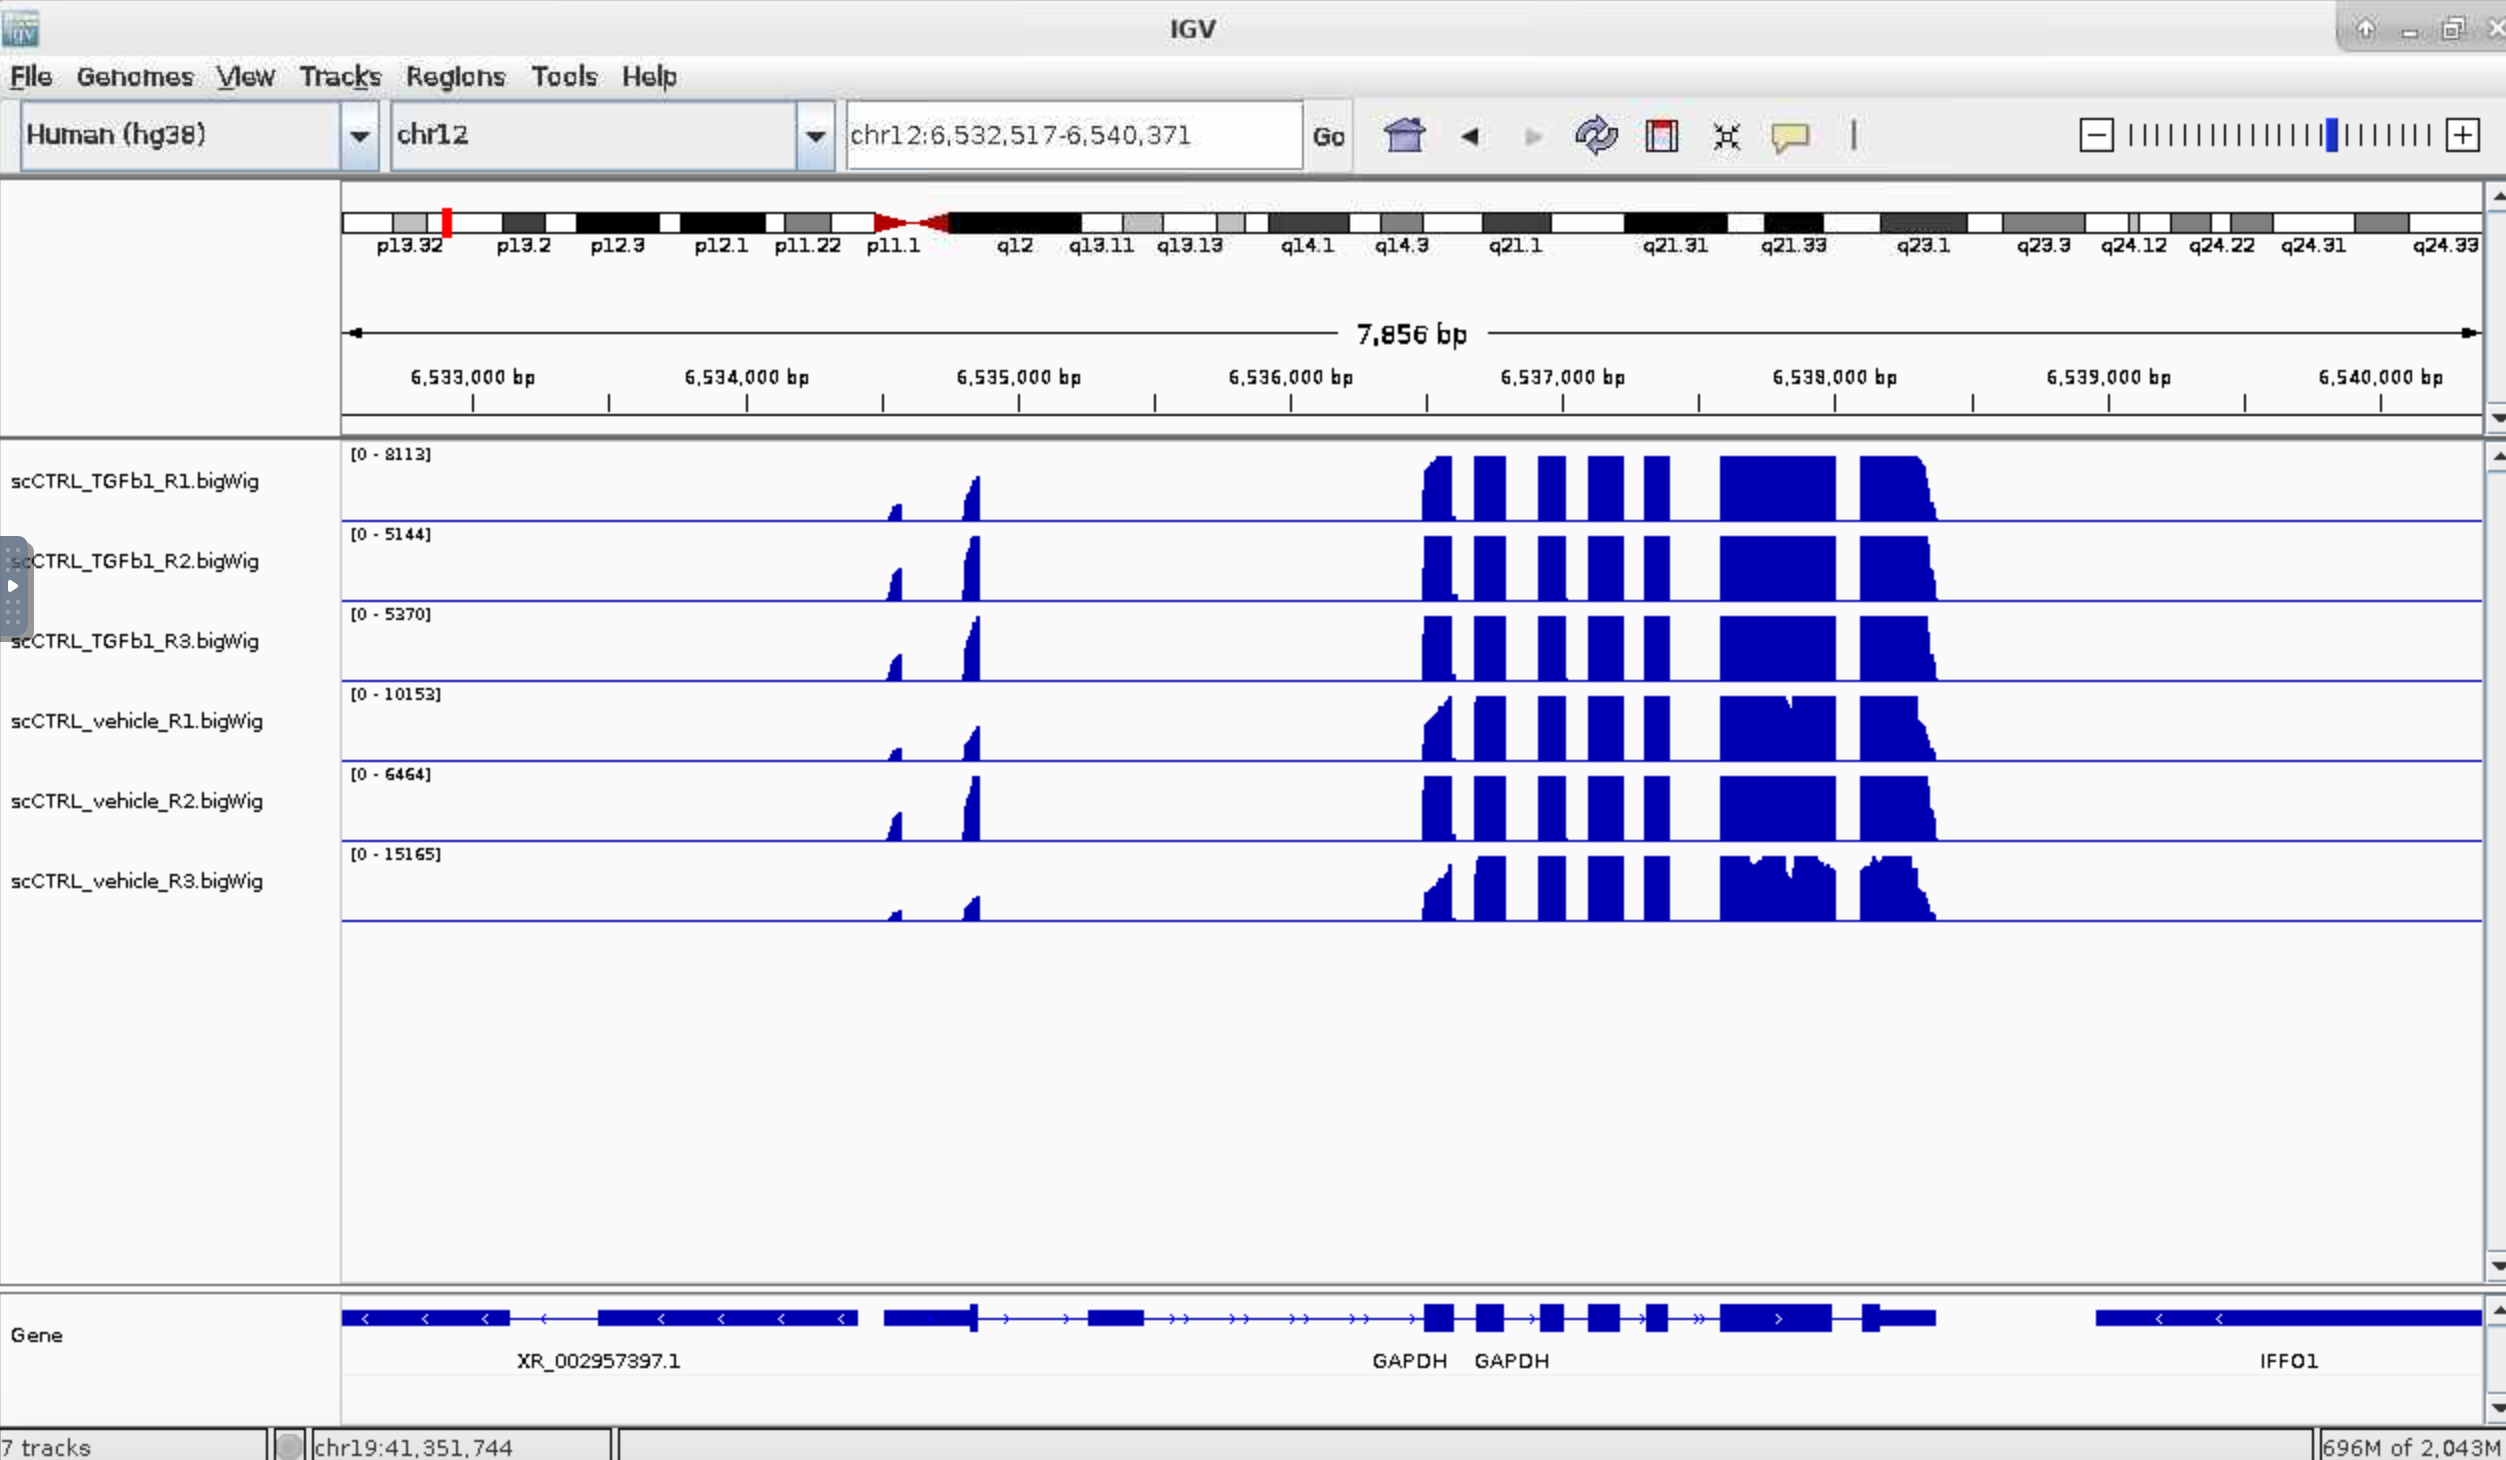 IGV
File Genomes View Tracks Regions Tools Help
Human (hg38) chr12 chr12:6,532,517-6,540,371 Go
p13.32 p13.2 p12.3 p12.1 p11.22 p11.1 q12 q13.11 q13.13 q14.1 q14.3 q21.1 q21.31 q21.33 q23.1 q23.3 q24.12 q24.22 q24.31 q24.33
7,856 bp
6,533,000 bp 6,534,000 bp 6,535,000 bp 6,536,000 bp 6,537,000 bp 6,538,000 bp 6,539,000 bp 6,540,000 bp
[0 - 8113]
scCTRL_TGFb1_R1.bigWig
[0 - 5144]
scCTRL_TGFb1_R2.bigWig
[0 - 5370]
scCTRL_TGFb1_R3.bigWig
[0 - 10153]
scCTRL_vehicle_R1.bigWig
[0 - 6464]
scCTRL_vehicle_R2.bigWig
[0 - 15165]
scCTRL_vehicle_R3.bigWig
Gene
XR_002957397.1 GAPDH GAPDH IFFO1
7 tracks chr19:41,351,744 696M of 2,043M